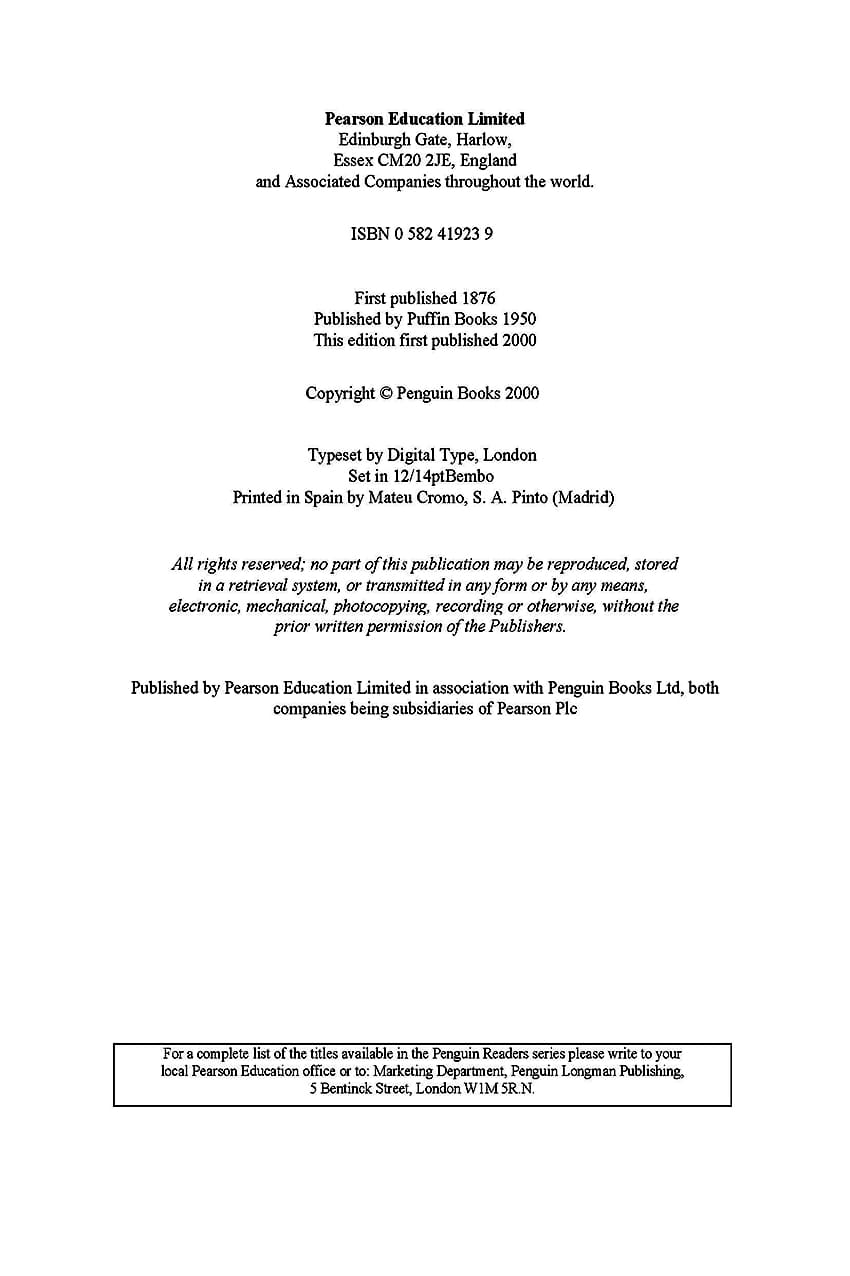 Pearson Education Limited
Edinburgh Gate, Harlow,
Essex CM20 2JE, England
and Associated Companies throughout the world.
ISBN 0 582 41923 9
First published 1876
Published by Puffin Books 1950
This edition first published 2000
Copyright © Penguin Books 2000
Typeset by Digital Type, London
Set in 12/14ptBembo
Printed in Spain by Mateu Cromo, S. A. Pinto (Madrid)
All rights reserved; no part of this publication may be reproduced, stored
in a retrieval system, or transmitted in any form or by any means,
electronic, mechanical, photocopying, recording or otherwise, without the
prior written permission of the Publishers.
Published by Pearson Education Limited in association with Penguin Books Ltd, both
companies being subsidiaries of Pearson Plc
For a complete list of the titles available in the Penguin Readers series please write to your
local Pearson Education office or to: Marketing Department, Penguin Longman Publishing,
5 Bentinck Street, London W1M 5R.N.